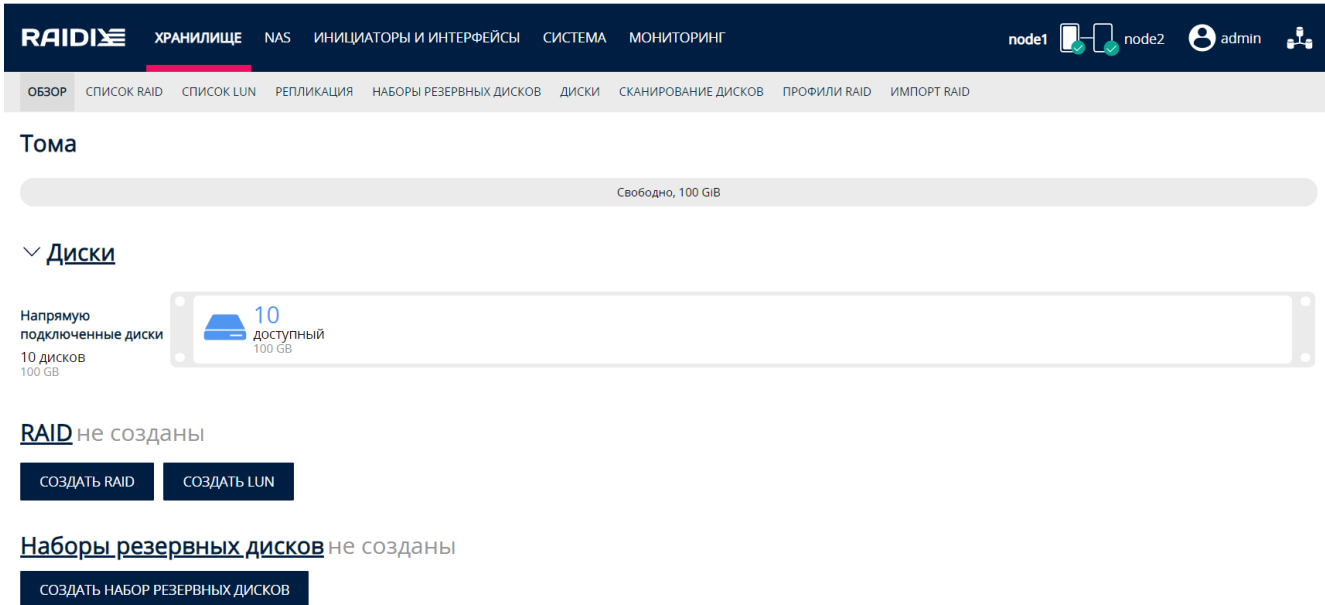 RAIDIX ХРАНИЛИЩЕ NAS ИНИЦИАТОРЫ И ИНТЕРФЕЙСЫ СИСТЕМА МОНИТОРИНГ node1 node2 admin
ОБЗОР СПИСОК RAID СПИСОК LUN РЕПЛИКАЦИЯ НАБОРЫ РЕЗЕРВНЫХ ДИСКОВ ДИСКИ СКАНИРОВАНИЕ ДИСКОВ ПРОФИЛИ RAID ИМПОРТ RAID
Тома
Свободно, 100 GiB
Диски
Напрямую
подключенные диски
10 дисков
100 GB
10
доступный
100 GB
RAID не созданы
СОЗДАТЬ RAID СОЗДАТЬ LUN
Наборы резервных дисков не созданы
СОЗДАТЬ НАБОР РЕЗЕРВНЫХ ДИСКОВ